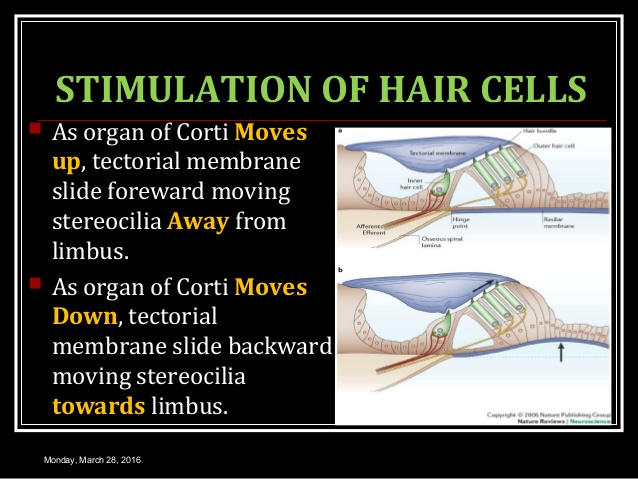 STIMULATION OF HAIR CELLS
As organ of Corti Moves
up, tectorial membrane
slide foreward moving
stereocilia Away from
limbus.
As organ of Corti Moves
Down, tectorial
membrane slide backward
moving stereocilia
towards limbus.
a
Hair bundle
Tectorial membrane
Outer hair cell
Inner
hair cell
Afferents
Efferent
Hinge
point
Basilar
membrane
Osseous spiral
lamina
b
Copyright © 2006 Nature Publishing Group
Nature Reviews | Neuroscience
Monday, March 28, 2016